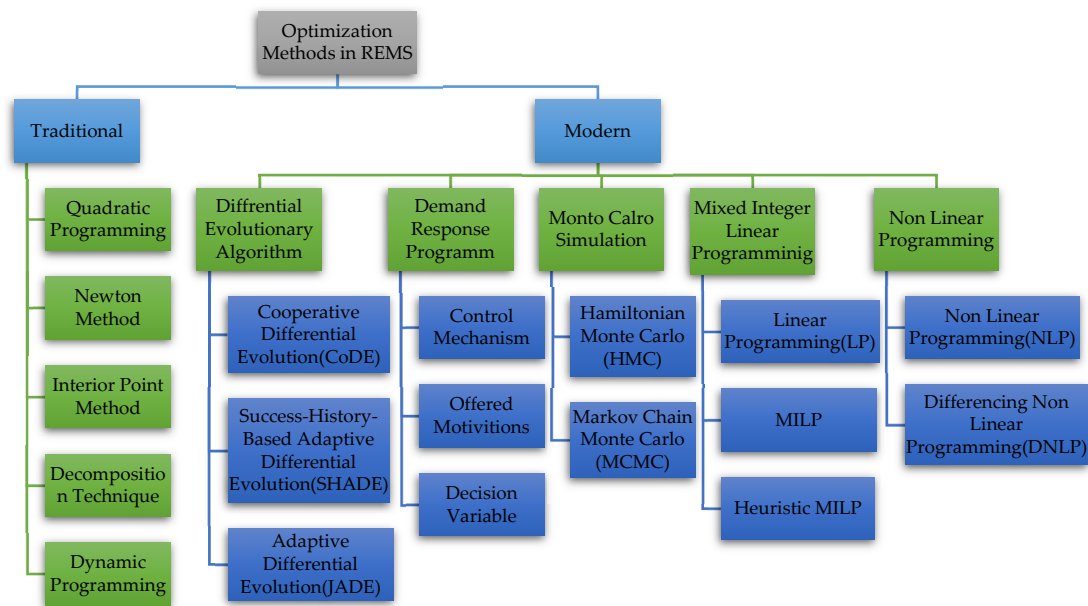 Optimization
Methods in REMS
Traditional
Modern
Quadratic
Programming
Newton
Method
Interior Point
Method
Decompositio
n Technique
Dynamic
Programming
Diffrential
Evolutionary
Algorithm
Cooperative
Differential
Evolution(CoDE)
Success-History-
Based Adaptive
Differential
Evolution(SHADE)
Adaptive
Differential
Evolution(JADE)
Demand
Response
Programm
Control
Mechanism
Offered
Motivitions
Decision
Variable
Monto Calro
Simulation
Hamiltonian
Monte Carlo
(HMC)
Markov Chain
Monte Carlo
(MCMC)
Mixed Integer
Linear
Programminig
Linear
Programming(LP)
MILP
Heuristic MILP
Non Linear
Programming
Non Linear
Programming(NLP)
Differencing Non
Linear
Programming(DNLP)